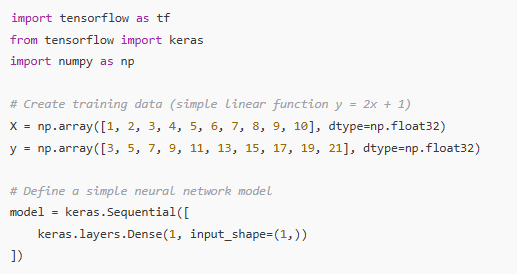 import tensorflow as tf
from tensorflow import keras
import numpy as np
# Create training data (simple linear function y = 2x + 1)
X = np.array([1, 2, 3, 4, 5, 6, 7, 8, 9, 10], dtype=np.float32)
y = np.array([3, 5, 7, 9, 11, 13, 15, 17, 19, 21], dtype=np.float32)
# Define a simple neural network model
model = keras.Sequential([
    keras.layers.Dense(1, input_shape=(1,))
])